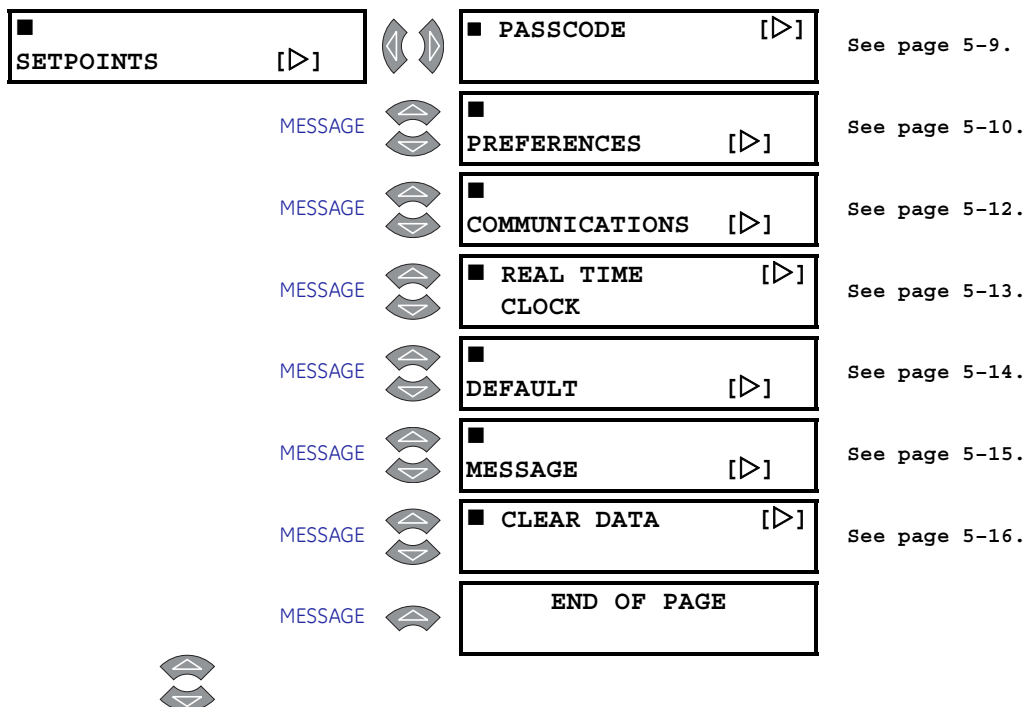 ■ PASSCODE [▷]
■
SETPOINTS [▷]
See page 5-9.
MESSAGE
■
PREFERENCES [▷]
See page 5-10.
MESSAGE
■
COMMUNICATIONS [▷]
See page 5-12.
MESSAGE
■ REAL TIME [▷]
CLOCK
See page 5-13.
MESSAGE
■
DEFAULT [▷]
See page 5-14.
MESSAGE
■
MESSAGE [▷]
See page 5-15.
MESSAGE
■ CLEAR DATA [▷]
See page 5-16.
MESSAGE
END OF PAGE